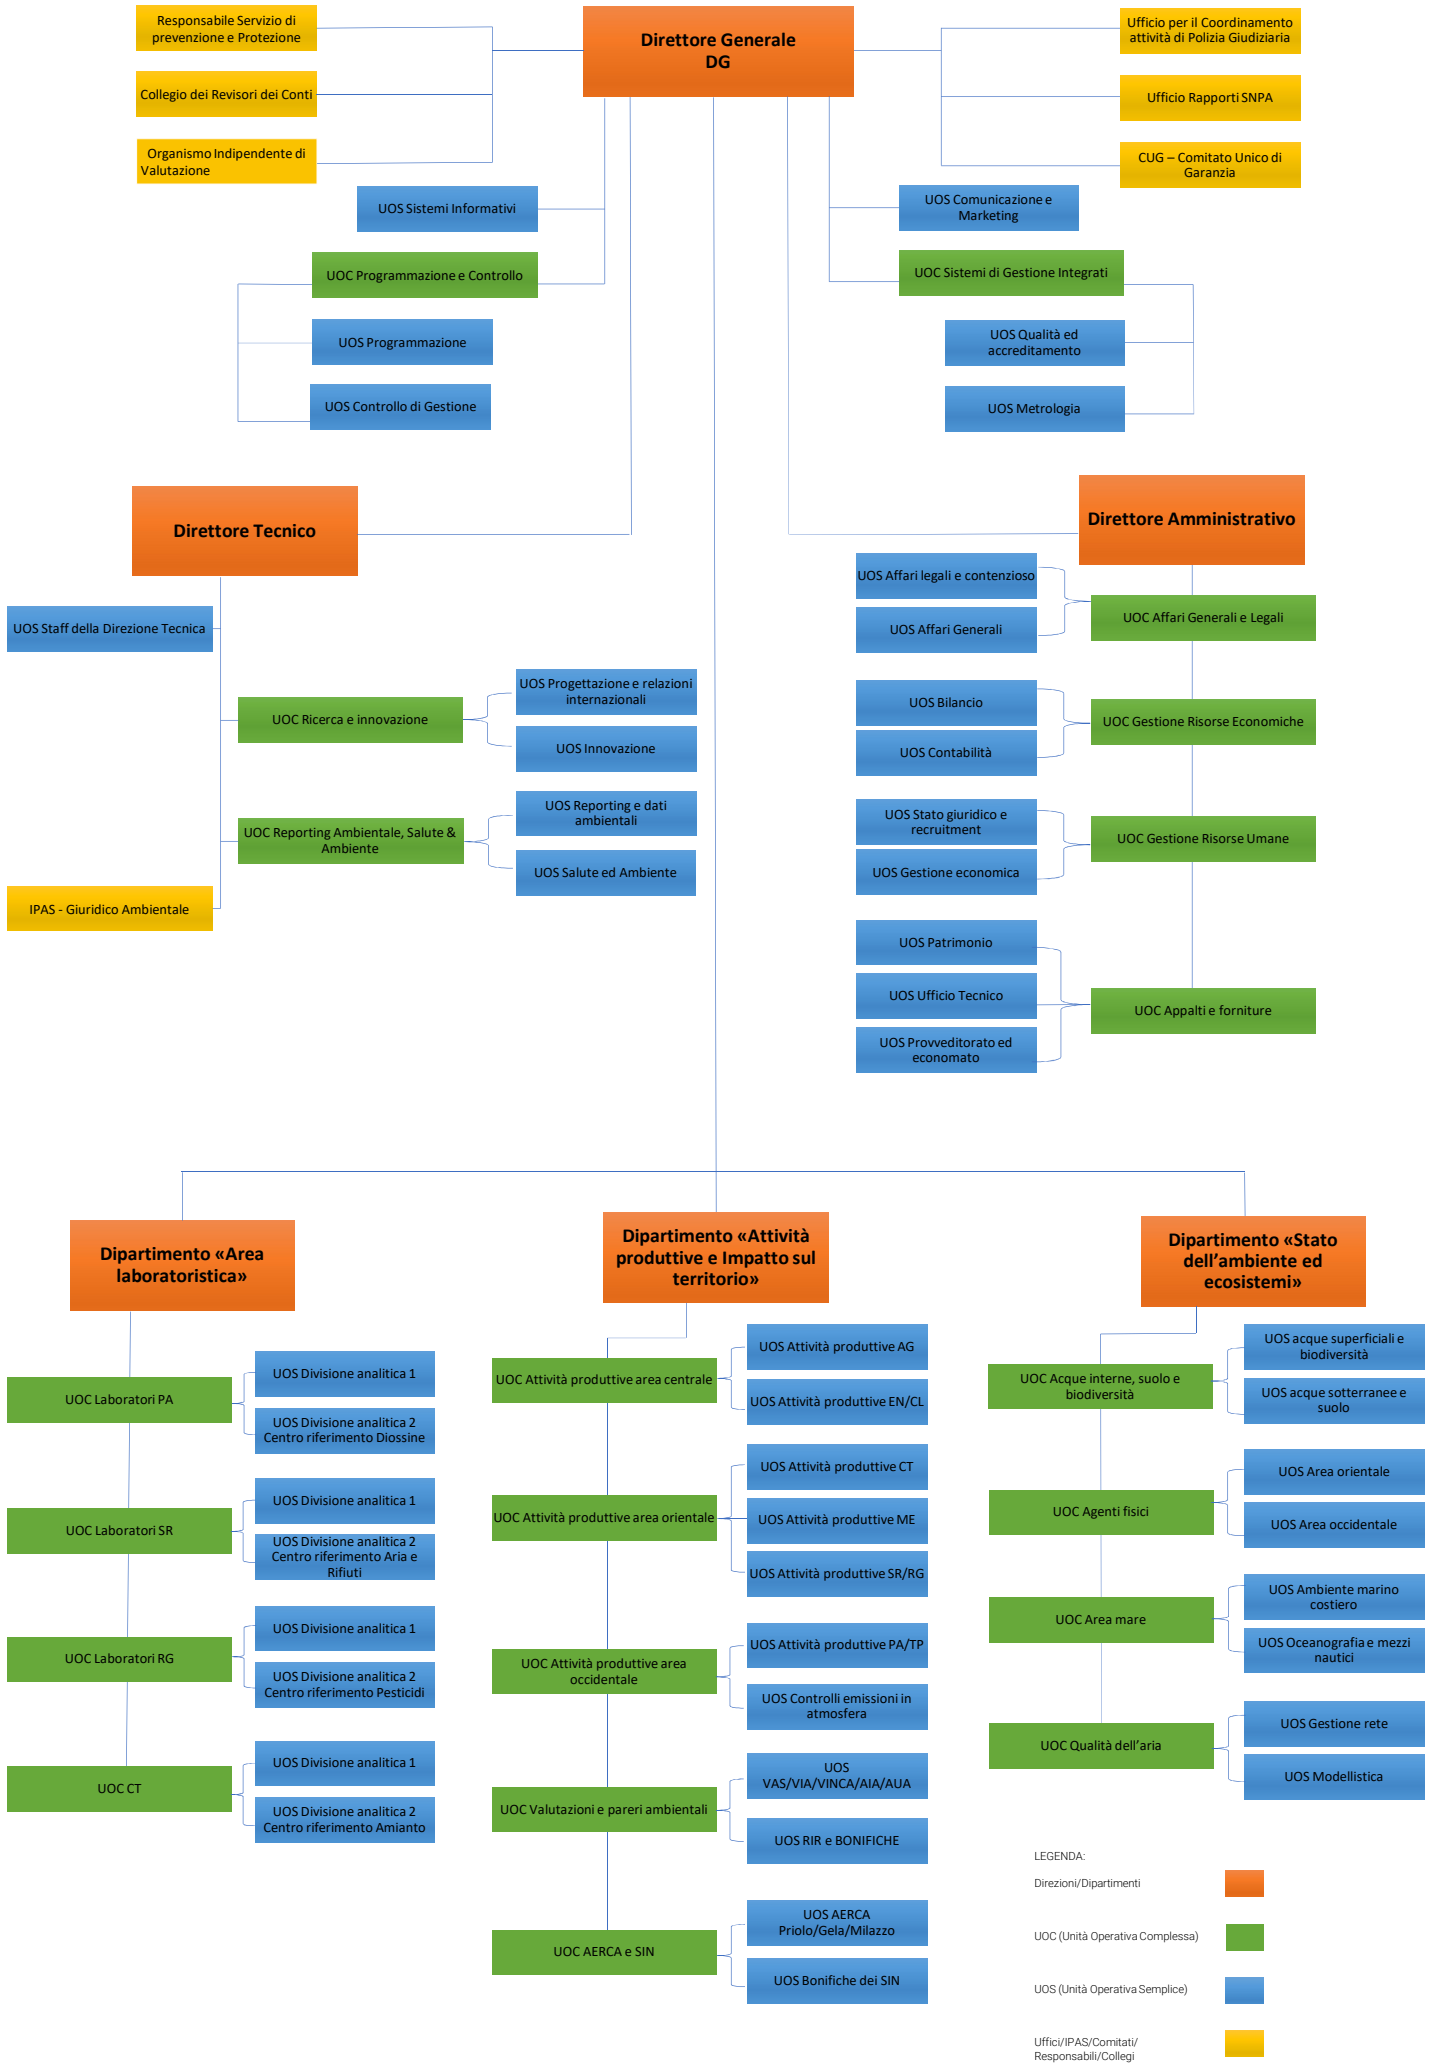 Responsabile Servizio di
prevenzione e Protezione
Collegio dei Revisori dei Conti
Organismo Indipendente di
Valutazione
Direttore Generale
DG
Ufficio per il Coordinamento
attività di Polizia Giudiziaria
Ufficio Rapporti SNPA
CUG – Comitato Unico di
Garanzia
UOS Sistemi Informativi
UOC Programmazione e Controllo
UOS Programmazione
UOS Controllo di Gestione
UOS Comunicazione e
Marketing
UOC Sistemi di Gestione Integrati
UOS Qualità ed
accreditamento
UOS Metrologia
Direttore Tecnico
UOS Staff della Direzione Tecnica
UOC Ricerca e innovazione
UOS Progettazione e relazioni
internazionali
UOS Innovazione
UOC Reporting Ambientale, Salute &
Ambiente
UOS Reporting e dati
ambientali
UOS Salute ed Ambiente
IPAS - Giuridico Ambientale
Direttore Amministrativo
UOS Affari legali e contenzioso
UOS Affari Generali
UOC Affari Generali e Legali
UOS Bilancio
UOS Contabilità
UOC Gestione Risorse Economiche
UOS Stato giuridico e
recruitment
UOS Gestione economica
UOC Gestione Risorse Umane
UOS Patrimonio
UOS Ufficio Tecnico
UOS Provveditorato ed
economato
UOC Appalti e forniture
Dipartimento «Area
laboratoristica»
UOC Laboratori PA
UOS Divisione analitica 1
UOS Divisione analitica 2
Centro riferimento Diossine
UOC Laboratori SR
UOS Divisione analitica 1
UOS Divisione analitica 2
Centro riferimento Aria e
Rifiuti
UOC Laboratori RG
UOS Divisione analitica 1
UOS Divisione analitica 2
Centro riferimento Pesticidi
UOC CT
UOS Divisione analitica 1
UOS Divisione analitica 2
Centro riferimento Amianto
Dipartimento «Attività
produttive e Impatto sul
territorio»
UOC Attività produttive area centrale
UOS Attività produttive AG
UOS Attività produttive EN/CL
UOC Attività produttive area orientale
UOS Attività produttive CT
UOS Attività produttive ME
UOS Attività produttive SR/RG
UOC Attività produttive area
occidentale
UOS Attività produttive PA/TP
UOS Controlli emissioni in
atmosfera
UOC Valutazioni e pareri ambientali
UOS
VAS/VIA/VINCA/AIA/AUA
UOS RIR e BONIFICHE
UOC AERCA e SIN
UOS AERCA
Priolo/Gela/Milazzo
UOS Bonifiche dei SIN
Dipartimento «Stato
dell’ambiente ed
ecosistemi»
UOC Acque interne, suolo e
biodiversità
UOS acque superficiali e
biodiversità
UOS acque sotterranee e
suolo
UOC Agenti fisici
UOS Area orientale
UOS Area occidentale
UOC Area mare
UOS Ambiente marino
costiero
UOS Oceanografia e mezzi
nautici
UOC Qualità dell’aria
UOS Gestione rete
UOS Modellistica
LEGENDA:
Direzioni/Dipartimenti
UOC (Unità Operativa Complessa)
UOS (Unità Operativa Semplice)
Uffici/IPAS/Comitati/
Responsabili/Collegi